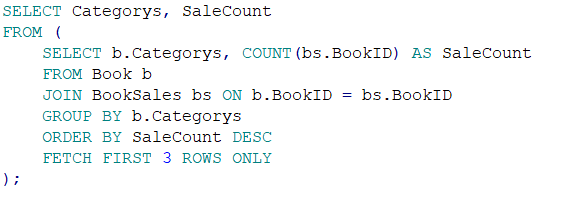 SELECT Categorys, SaleCount
FROM (
    SELECT b.Categorys, COUNT(bs.BookID) AS SaleCount
    FROM Book b
    JOIN BookSales bs ON b.BookID = bs.BookID
    GROUP BY b.Categorys
    ORDER BY SaleCount DESC
    FETCH FIRST 3 ROWS ONLY
);